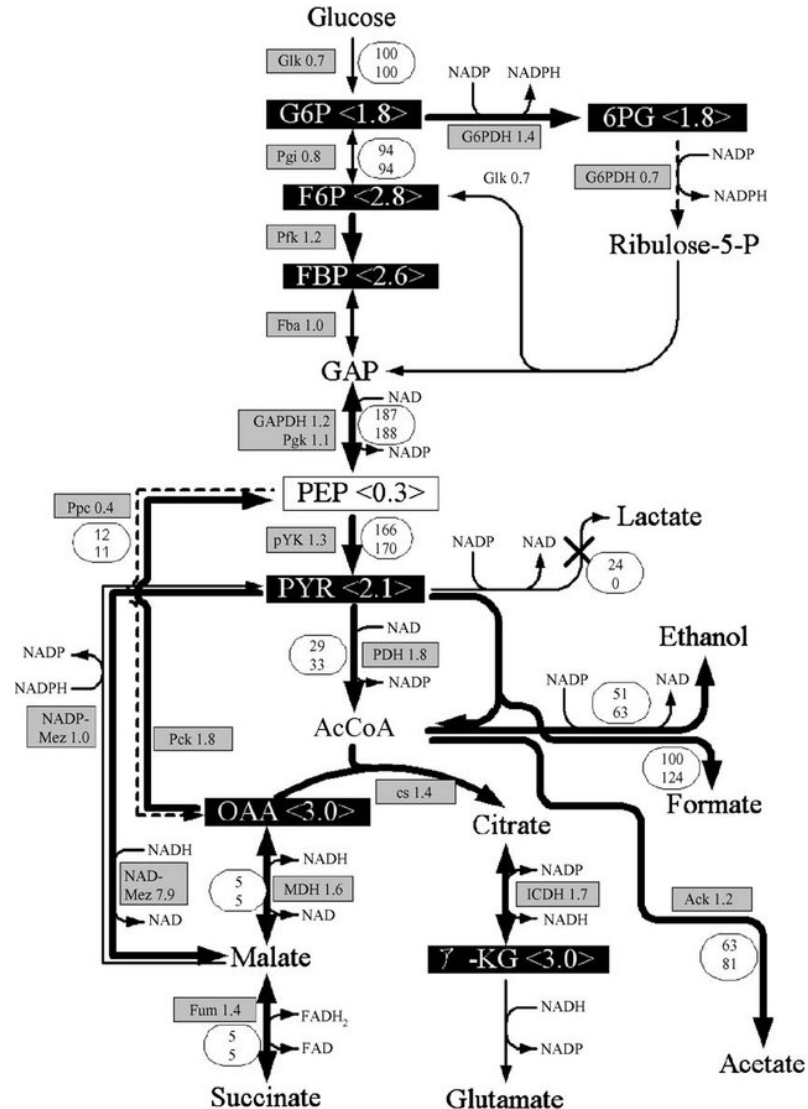 Glucose
Glk 0.7
100
100
NADP
NADPH
G6P <1.8>
6PG <1.8>
G6PDH 1.4
Pgi 0.8
94
94
Glk 0.7
G6PDH 0.7
NADP
NADPH
F6P <2.8>
Pfk 1.2
Ribulose-5-P
FBP <2.6>
Fba 1.0
GAP
NAD
GAPDH 1.2
Pgk 1.1
187
188
NADP
PEP <0.3>
Ppc 0.4
12
11
pYK 1.3
166
170
Lactate
NADP
NAD
24
0
PYR <2.1>
NAD
29
33
PDH 1.8
NADP
Ethanol
NADP
NADPH
NADP
NAD
51
63
AcCoA
NADP-
Mez 1.0
Pck 1.8
100
124
Formate
cs 1.4
OAA <3.0>
Citrate
NADH
NAD-
Mez 7.9
NAD
NADH
5
5
MDH 1.6
NAD
NADP
ICDH 1.7
NADH
Ack 1.2
63
81
Malate
-KG <3.0>
Fum 1.4
5
5
FADH₂
FAD
NADH
NADP
Succinate
Glutamate
Acetate